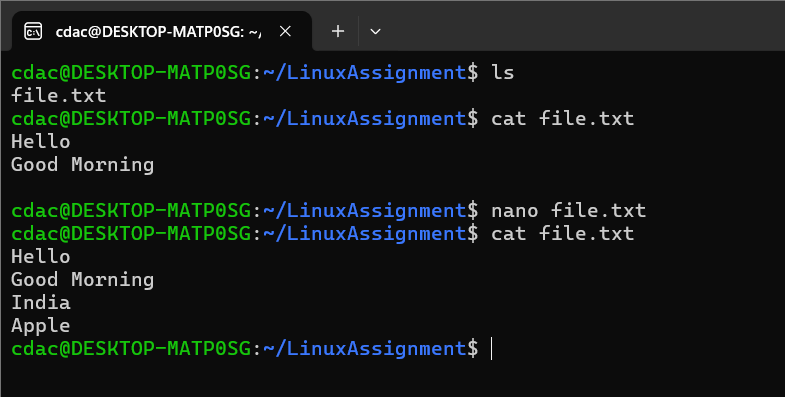 cdac@DESKTOP-MATP0SG: ~/
cdac@DESKTOP-MATP0SG:~/LinuxAssignment$ ls
file.txt
cdac@DESKTOP-MATP0SG:~/LinuxAssignment$ cat file.txt
Hello
Good Morning
cdac@DESKTOP-MATP0SG:~/LinuxAssignment$ nano file.txt
cdac@DESKTOP-MATP0SG:~/LinuxAssignment$ cat file.txt
Hello
Good Morning
India
Apple
cdac@DESKTOP-MATP0SG:~/LinuxAssignment$